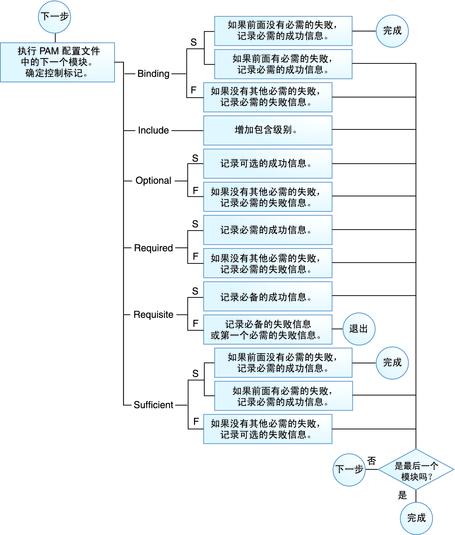 下一步
执行 PAM 配置文件
中的下一个模块。
确定控制标记。
Binding
S
如果前面没有必需的失败，
记录必需的成功信息。
完成
如果前面有必需的失败，
记录必需的成功信息。
F
如果没有其他必需的失败，
记录必需的失败信息。
Include
增加包含级别。
Optional
S
记录可选的成功信息。
F
如果没有其他必需的失败，
记录必需的失败信息。
Required
S
记录必需的成功信息。
F
如果没有其他必需的失败，
记录必需的失败信息。
Requisite
S
记录必备的成功信息。
F
记录必备的失败信息
或第一个必需的失败信息。
退出
Sufficient
S
如果前面没有必需的失败，
记录必需的成功信息。
完成
如果前面有必需的失败，
记录必需的成功信息。
F
如果没有其他必需的失败，
记录可选的失败信息。
是最后一个
模块吗？
否
下一步
是
完成